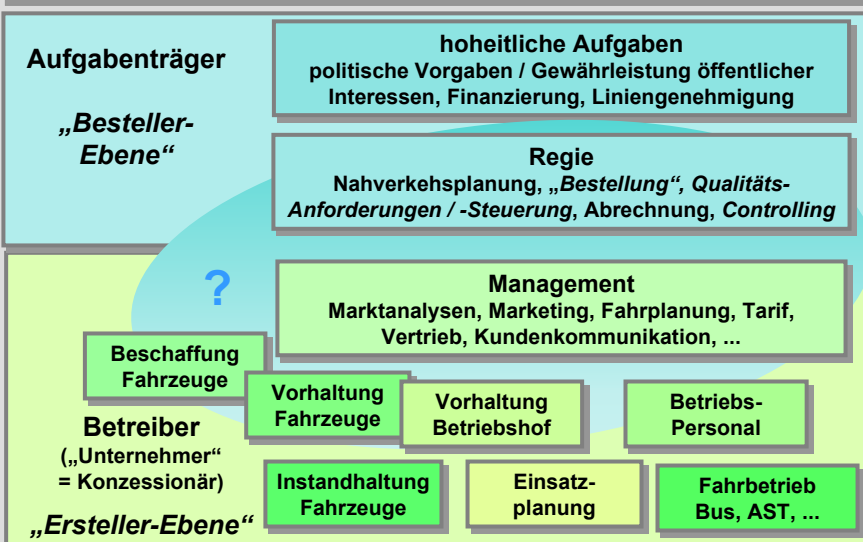 Aufgabenträger
„Besteller-
Ebene“
hoheitliche Aufgaben
politische Vorgaben / Gewährleistung öffentlicher
Interessen, Finanzierung, Liniengenehmigung
Regie
Nahverkehsplanung, „Bestellung“, Qualitäts-
Anforderungen / -Steuerung, Abrechnung, Controlling
?
Management
Marktanalysen, Marketing, Fahrplanung, Tarif,
Vertrieb, Kundenkommunikation, ...
Beschaffung
Fahrzeuge
Vorhaltung
Fahrzeuge
Vorhaltung
Betriebshof
Betriebs-
Personal
Betreiber
(„Unternehmer“
= Konzessionär)
„Ersteller-Ebene“
Instandhaltung
Fahrzeuge
Einsatz-
planung
Fahrbetrieb
Bus, AST, ...